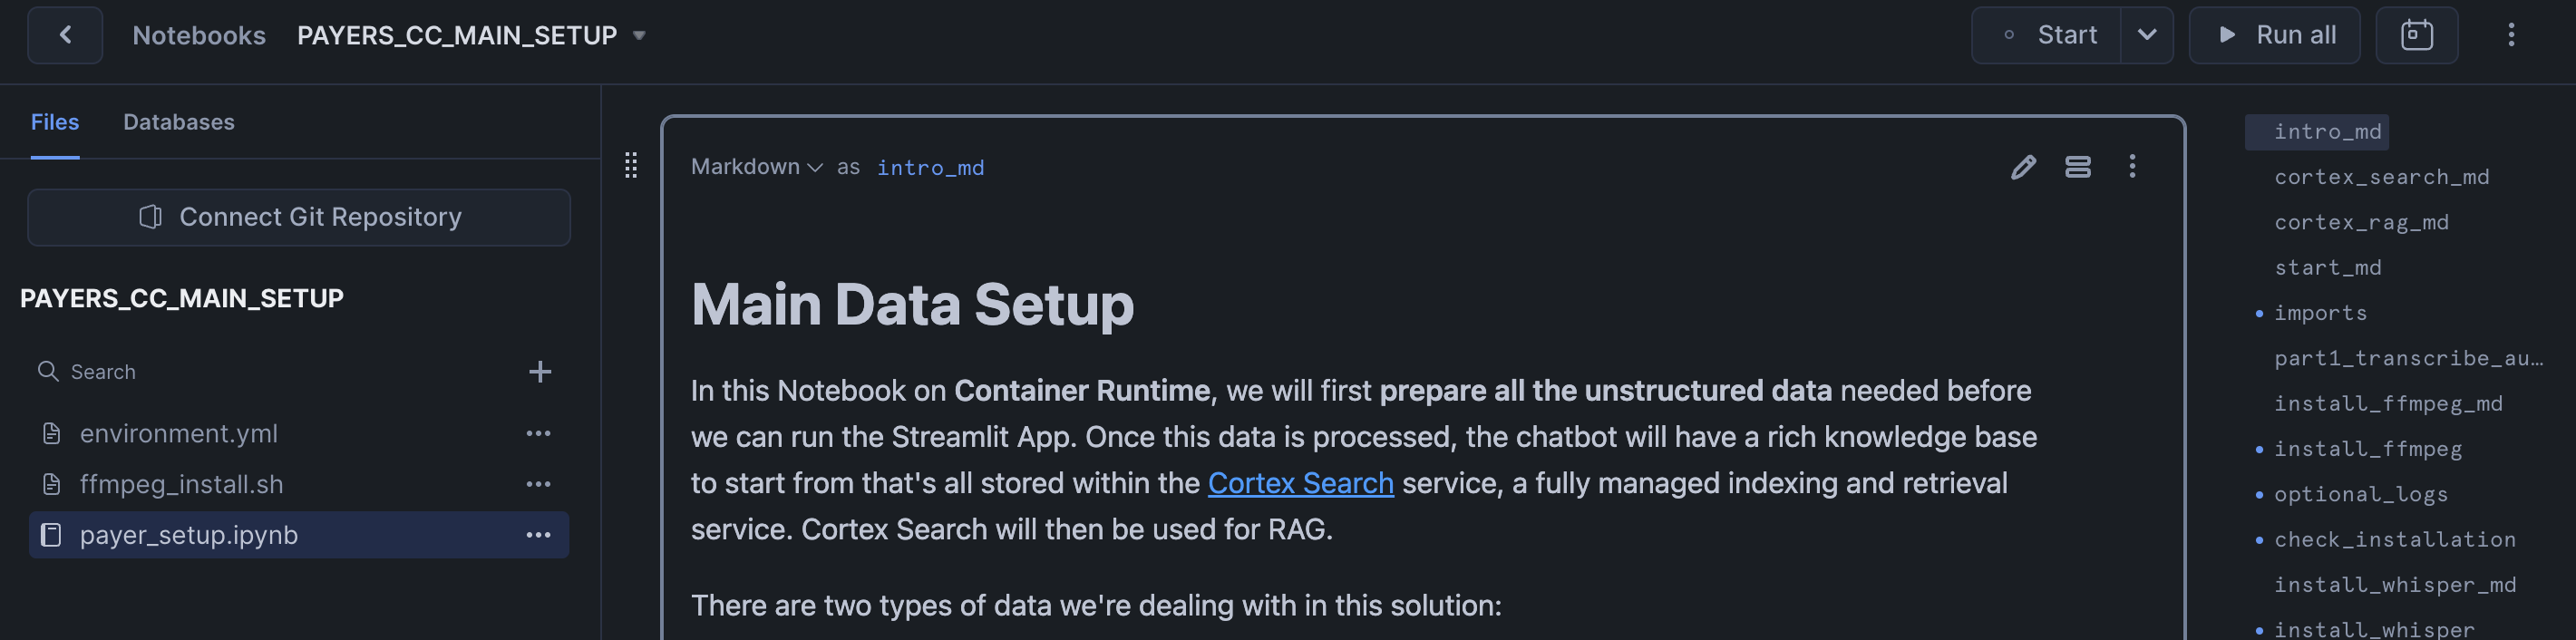 Notebooks PAYERS_CC_MAIN_SETUP
Start
Run all
Files Databases
Connect Git Repository
PAYERS_CC_MAIN_SETUP
Search
environment.yml
ffmpeg_install.sh
payer_setup.ipynb
Markdown as intro_md
Main Data Setup
In this Notebook on Container Runtime, we will first prepare all the unstructured data needed before
we can run the Streamlit App. Once this data is processed, the chatbot will have a rich knowledge base
to start from that's all stored within the Cortex Search service, a fully managed indexing and retrieval
service. Cortex Search will then be used for RAG.
There are two types of data we're dealing with in this solution:
intro_md
cortex_search_md
cortex_rag_md
start_md
imports
part1_transcribe_au…
install_ffmpeg_md
install_ffmpeg
optional_logs
check_installation
install_whisper_md
install_whisper